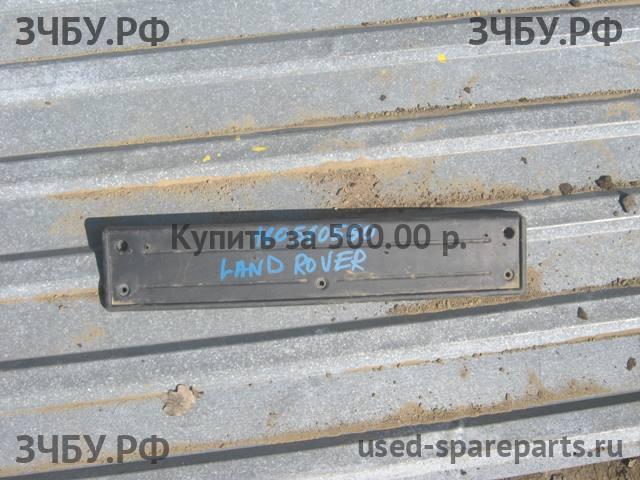 ЗЧБУ.РФ
ЗЧБУ.РФ
Купить за 500.00 р.
LAND ROVER
ЗЧБУ.РФ
used-spareparts.ru